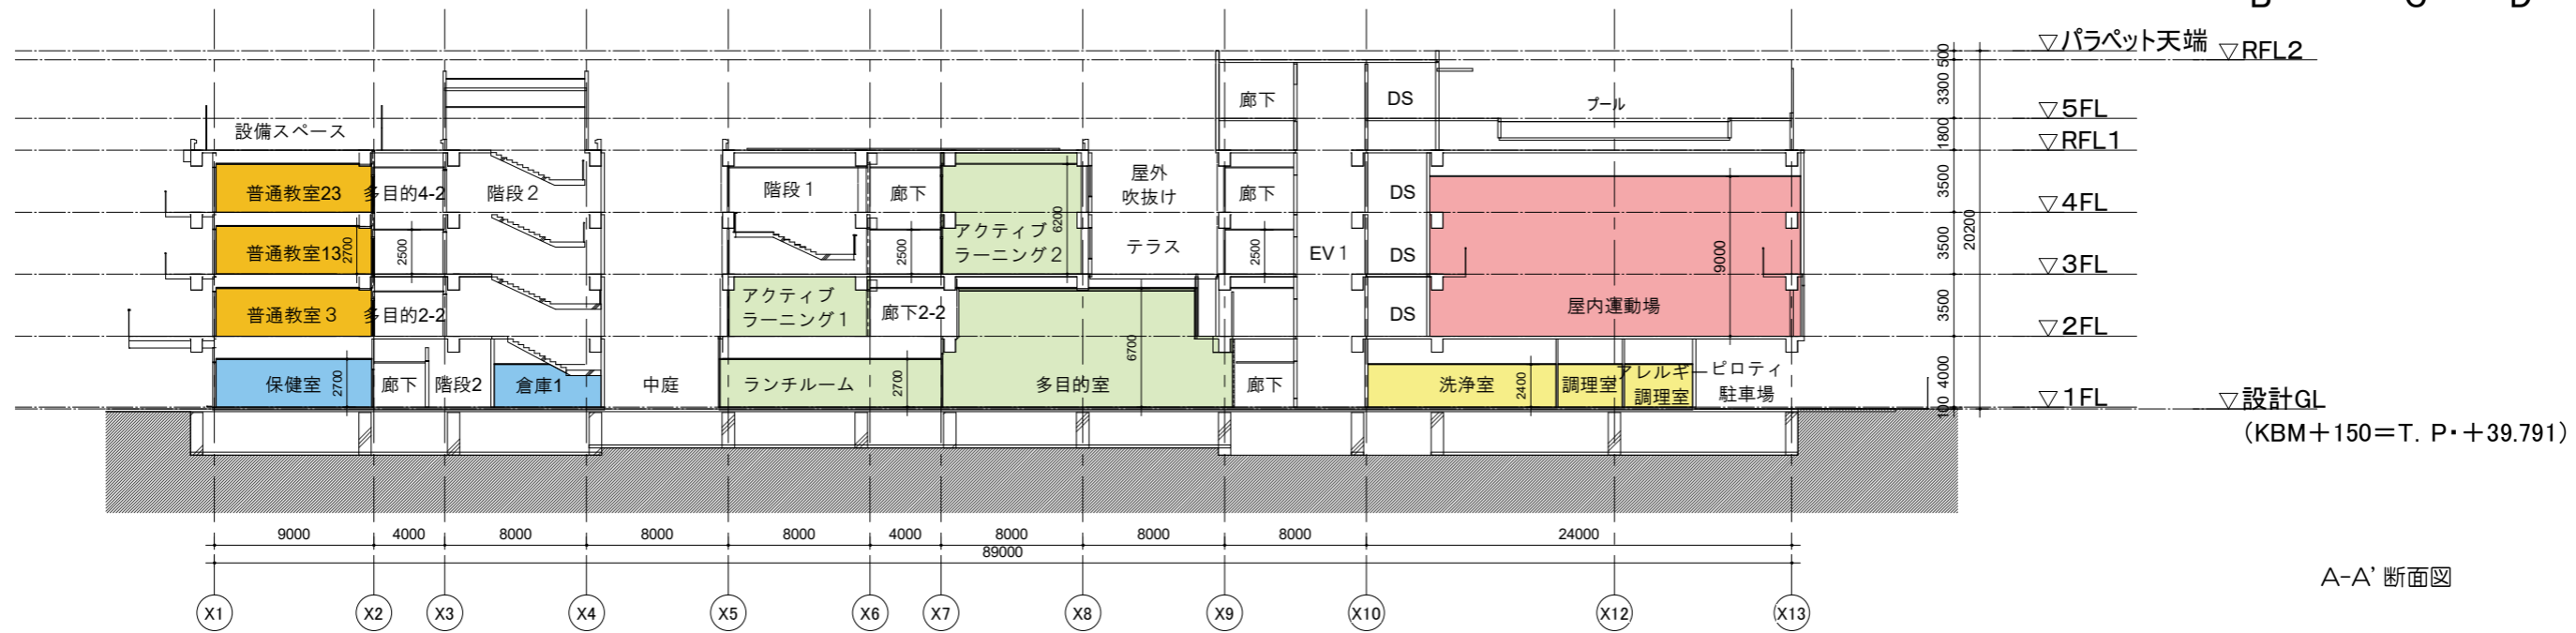 B C D
▽パラペット天端
▽RFL2
500
3300
廊下
DS
プール
▽5FL
設備スペース
1800
▽RFL1
普通教室23
多目的4-2
階段2
階段1
廊下
屋外
吹抜け
廊下
DS
3500
▽4FL
6200
20200
普通教室13
2700
2500
2500
アクティブ
ラーニング2
テラス
2500
EV1
DS
9000
3500
▽3FL
普通教室3
多目的2-2
アクティブ
ラーニング1
廊下2-2
6700
DS
屋内運動場
3500
▽2FL
保健室
2700
廊下
階段2
倉庫1
中庭
ランチルーム
2700
多目的室
廊下
洗浄室
2400
調理室
アレルギー
調理室
ピロティ
駐車場
4000
100
▽1FL
▽設計GL
(KBM+150=T. P・+39.791)
9000 4000 8000 8000 8000 4000 8000 8000 8000 24000
89000
A-A' 断面図
X1 X2 X3 X4 X5 X6 X7 X8 X9 X10 X12 X13